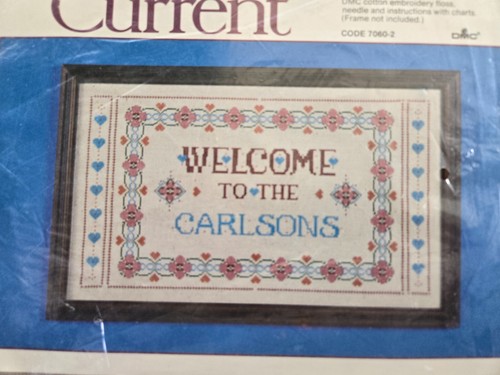 Current
DMC cotton embroidery floss,
needle and instructions with charts.
(Frame not included.)
CODE 7060-2
DMC
WELCOME
TO THE
CARLSONS